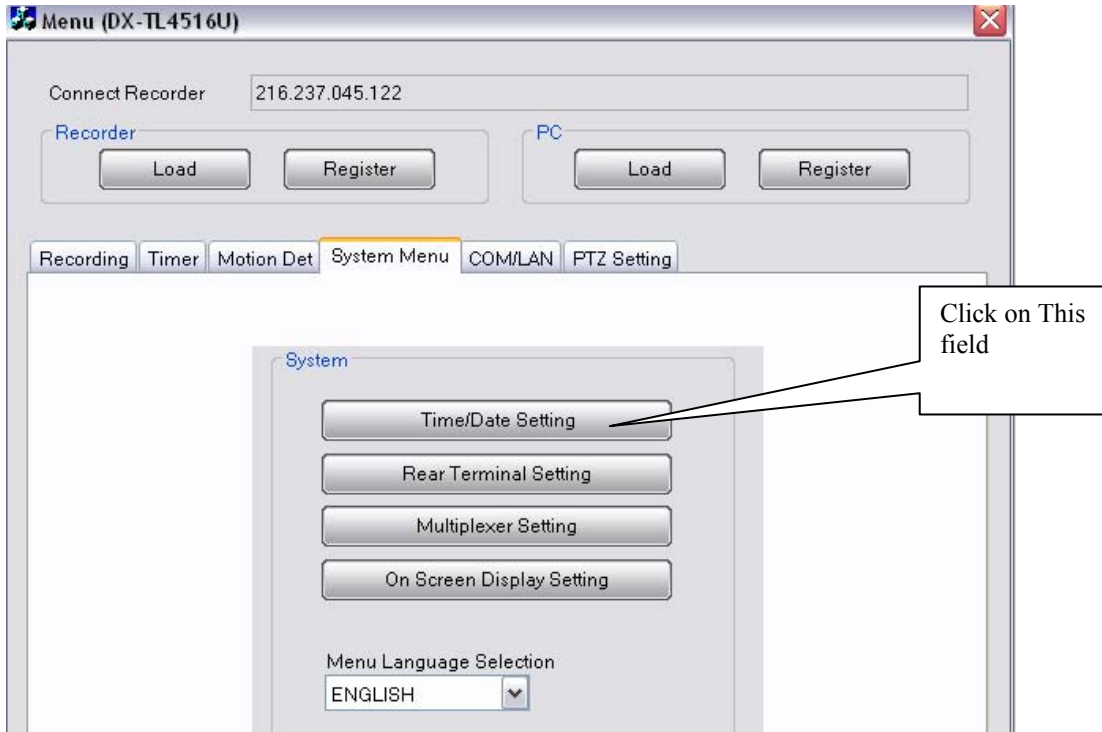 Menu (DX-TL4516U)
Connect Recorder 216.237.045.122
Recorder PC
Load Register Load Register
Recording Timer Motion Det System Menu COM/LAN PTZ Setting
Click on This
field
System
Time/Date Setting
Rear Terminal Setting
Multiplexer Setting
On Screen Display Setting
Menu Language Selection
ENGLISH